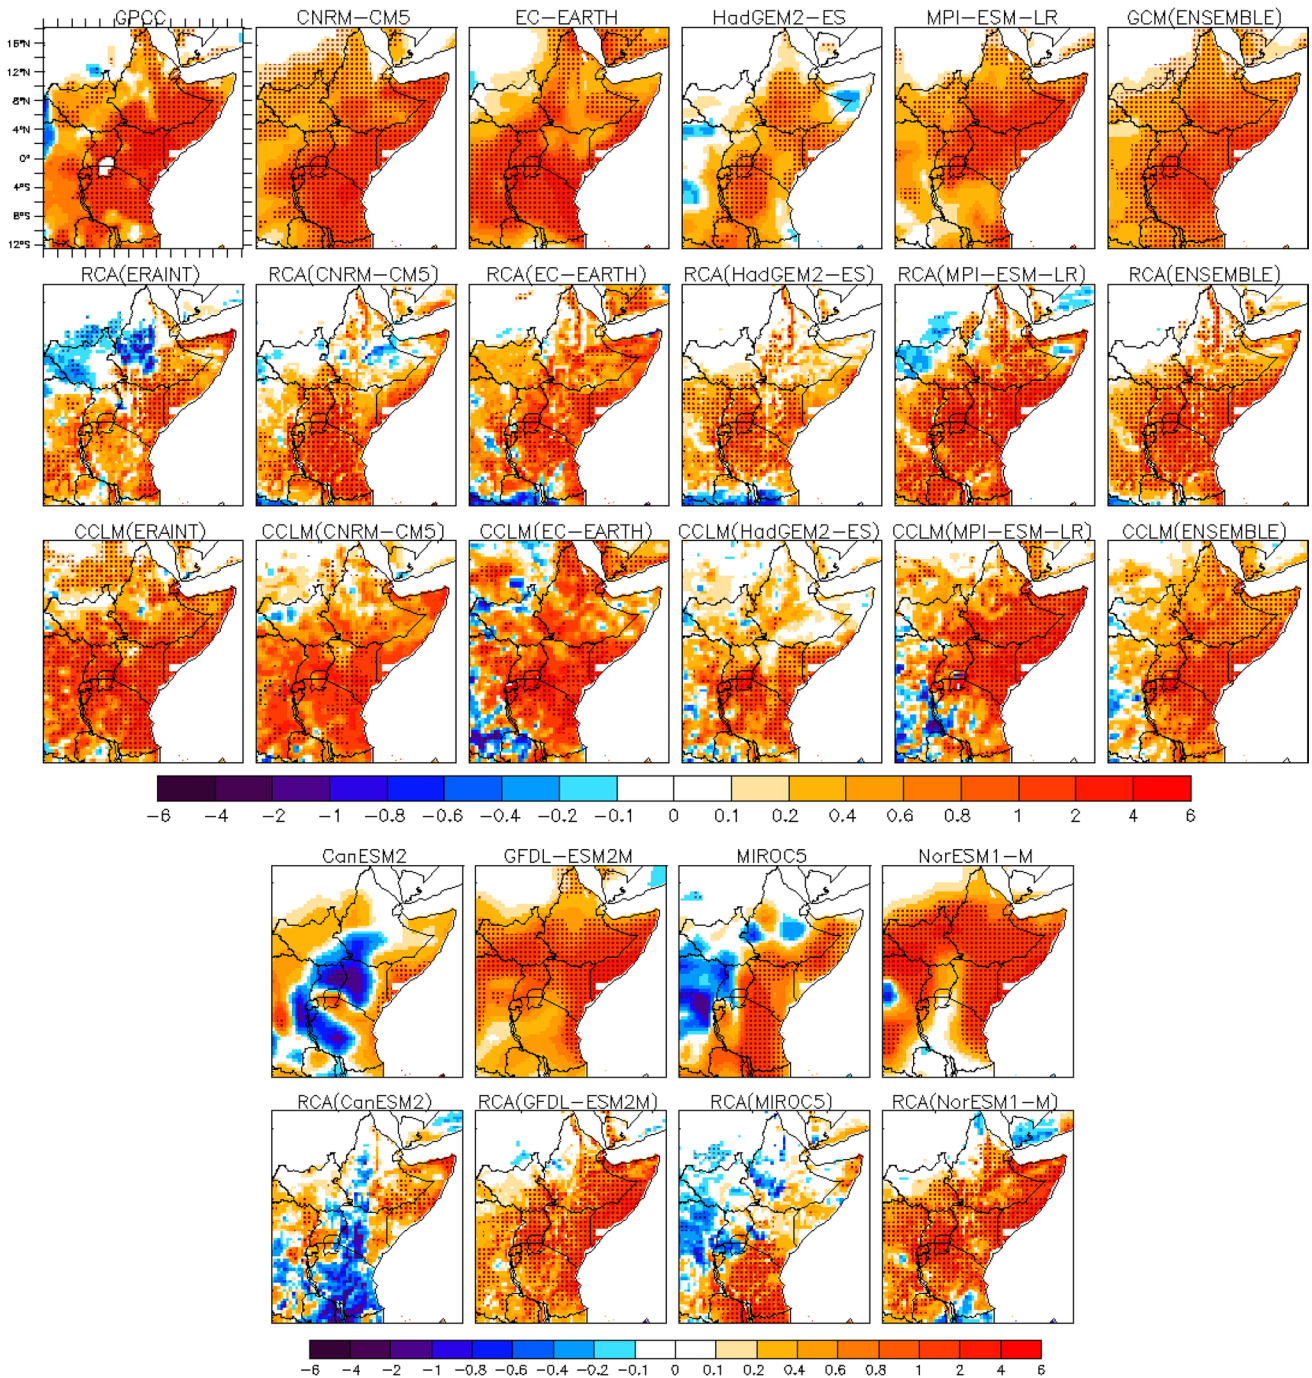 GPCC CNRM-CM5 EC-EARTH HadGEM2-ES MPI-ESM-LR GCM(ENSEMBLE)
16°N
12°N
8°N
4°N
0°
4°S
8°S
12°S
RCA(ERAINT) RCA(CNRM-CM5) RCA(EC-EARTH) RCA(HadGEM2-ES) RCA(MPI-ESM-LR) RCA(ENSEMBLE)
CCLM(ERAINT) CCLM(CNRM-CM5) CCLM(EC-EARTH) CCLM(HadGEM2-ES) CCLM(MPI-ESM-LR) CCLM(ENSEMBLE)
-6 -4 -2 -1 -0.8 -0.6 -0.4 -0.2 -0.1 0 0.1 0.2 0.4 0.6 0.8 1 2 4 6
CanESM2 GFDL-ESM2M MIROC5 NorESM1-M
RCA(CanESM2) RCA(GFDL-ESM2M) RCA(MIROC5) RCA(NorESM1-M)
-6 -4 -2 -1 -0.8 -0.6 -0.4 -0.2 -0.1 0 0.1 0.2 0.4 0.6 0.8 1 2 4 6